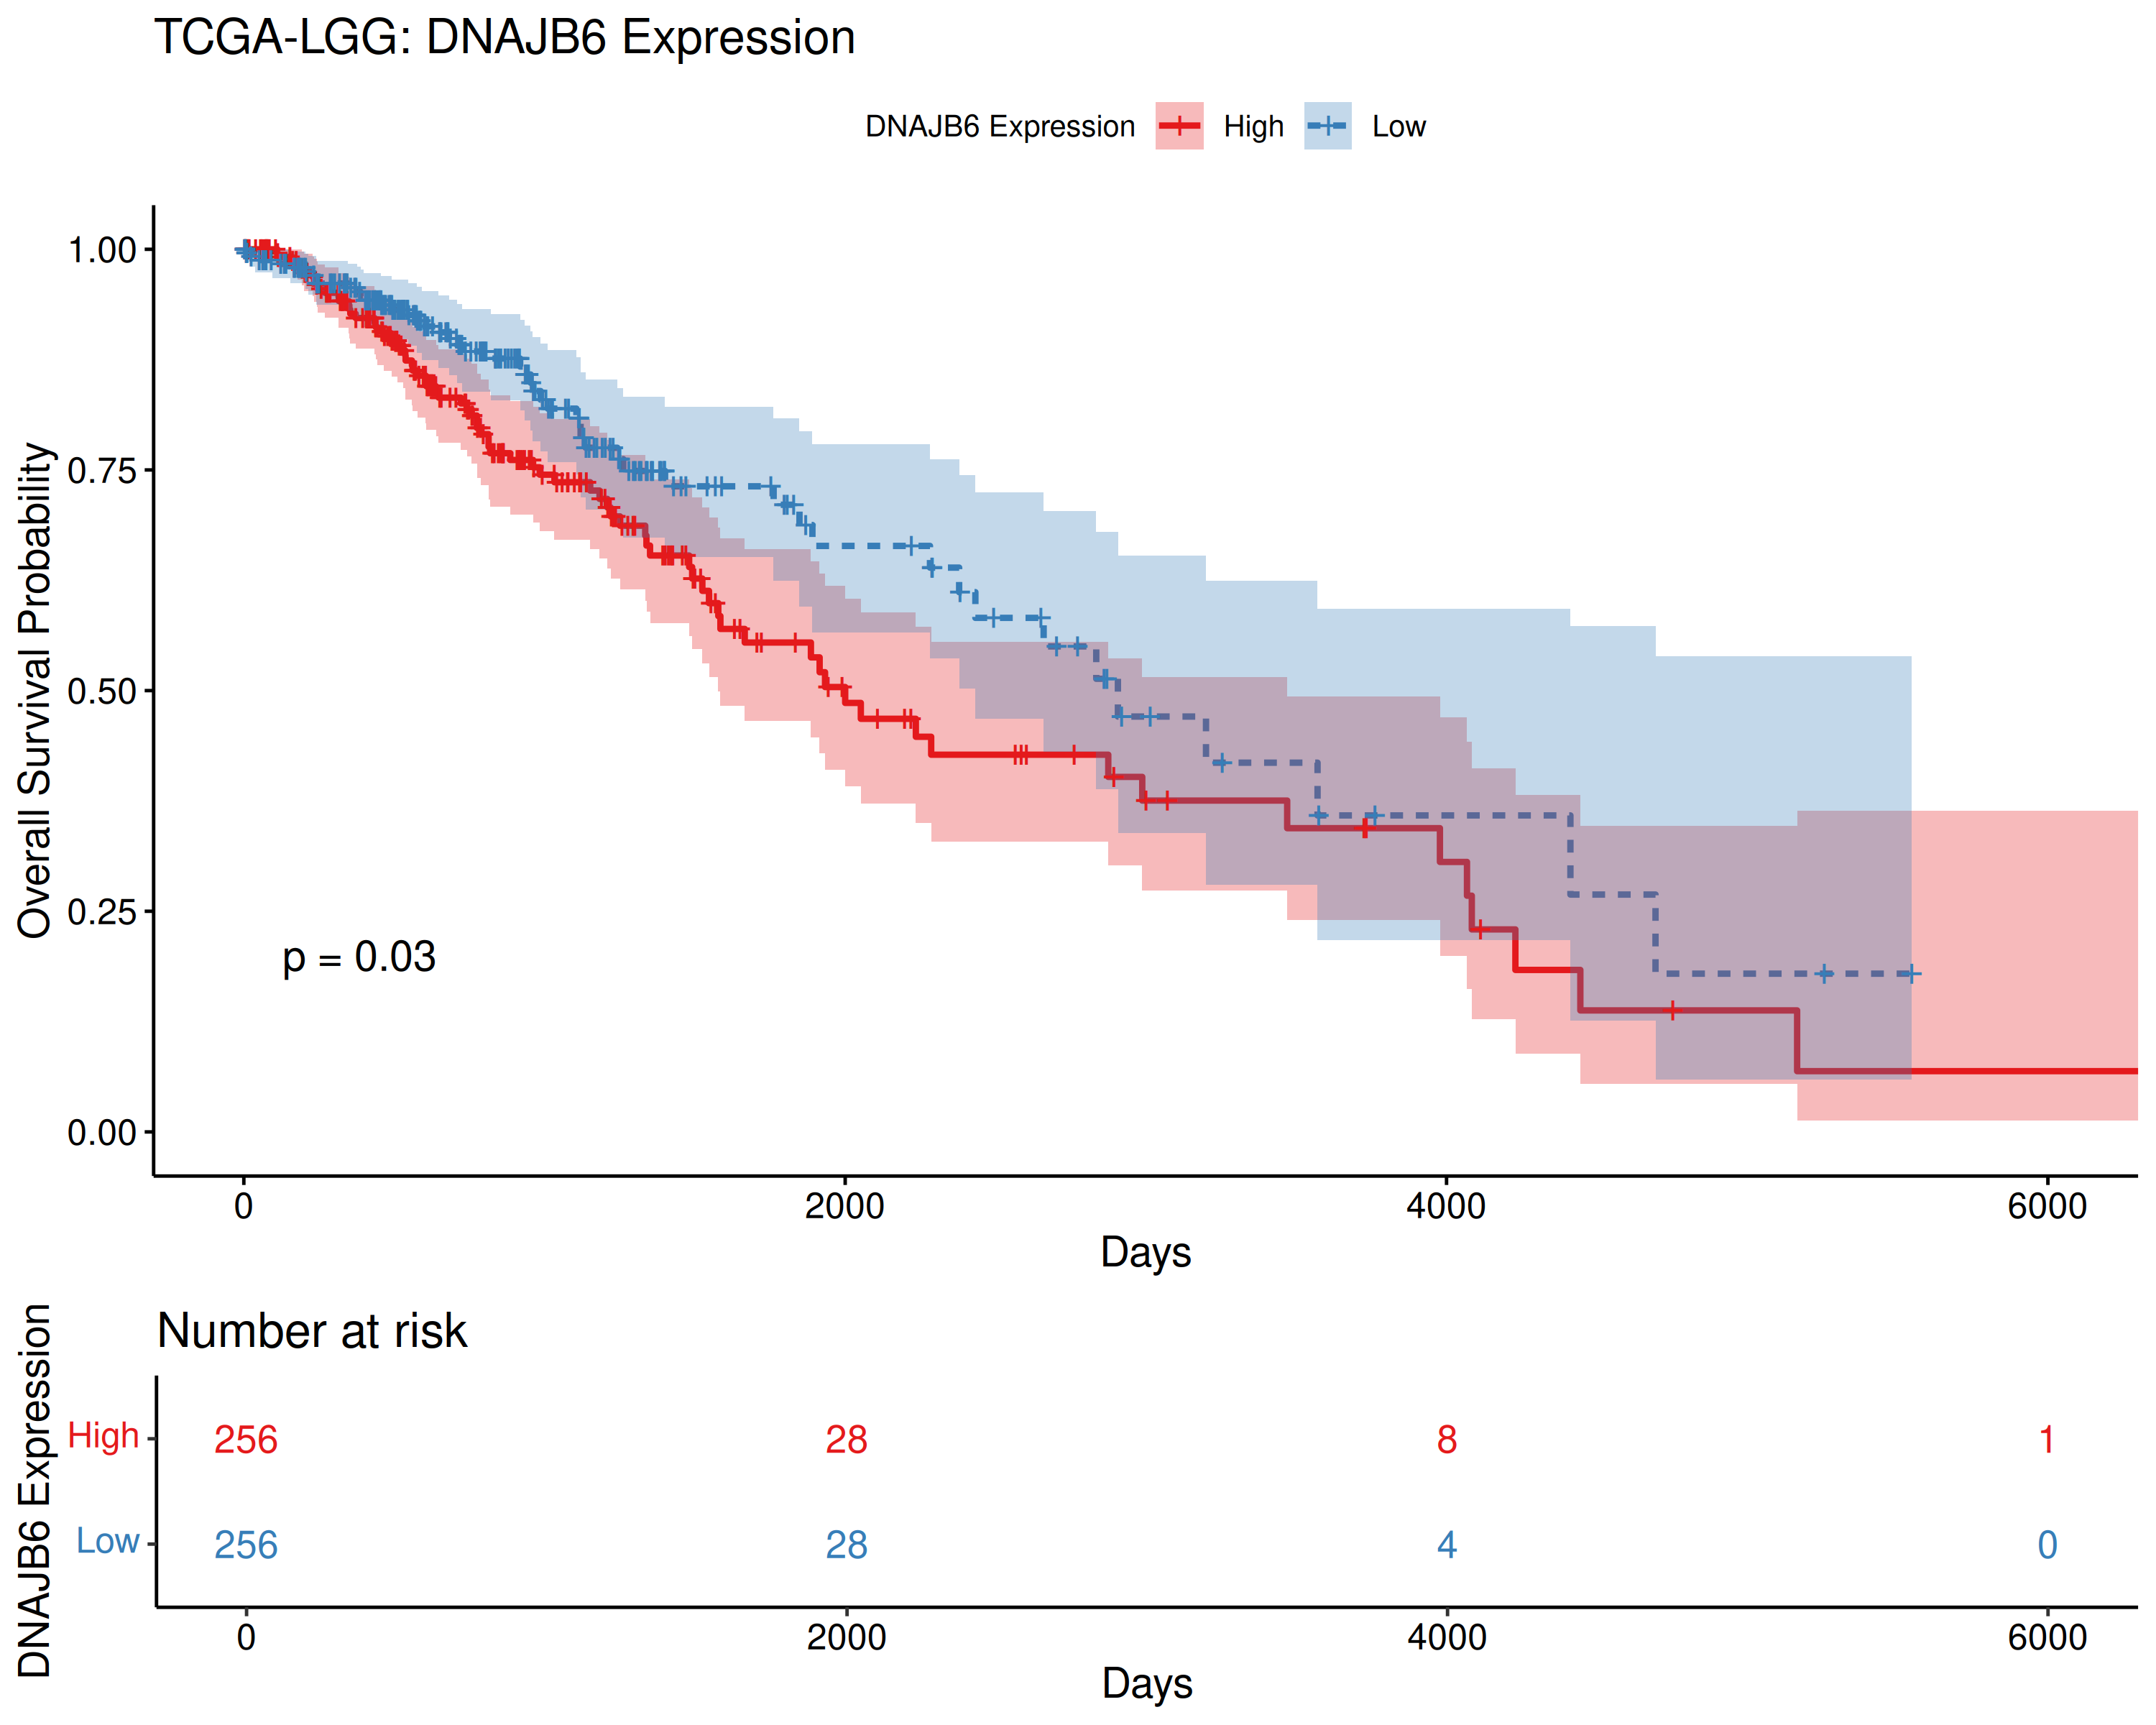 TCGA-LGG: DNAJB6 Expression
DNAJB6 Expression High Low
Overall Survival Probability
1.00
0.75
0.50
0.25
0.00
p = 0.03
0 2000 4000 6000
Days
Number at risk
DNAJB6 Expression
High 256 28 8 1
Low 256 28 4 0
0 2000 4000 6000
Days